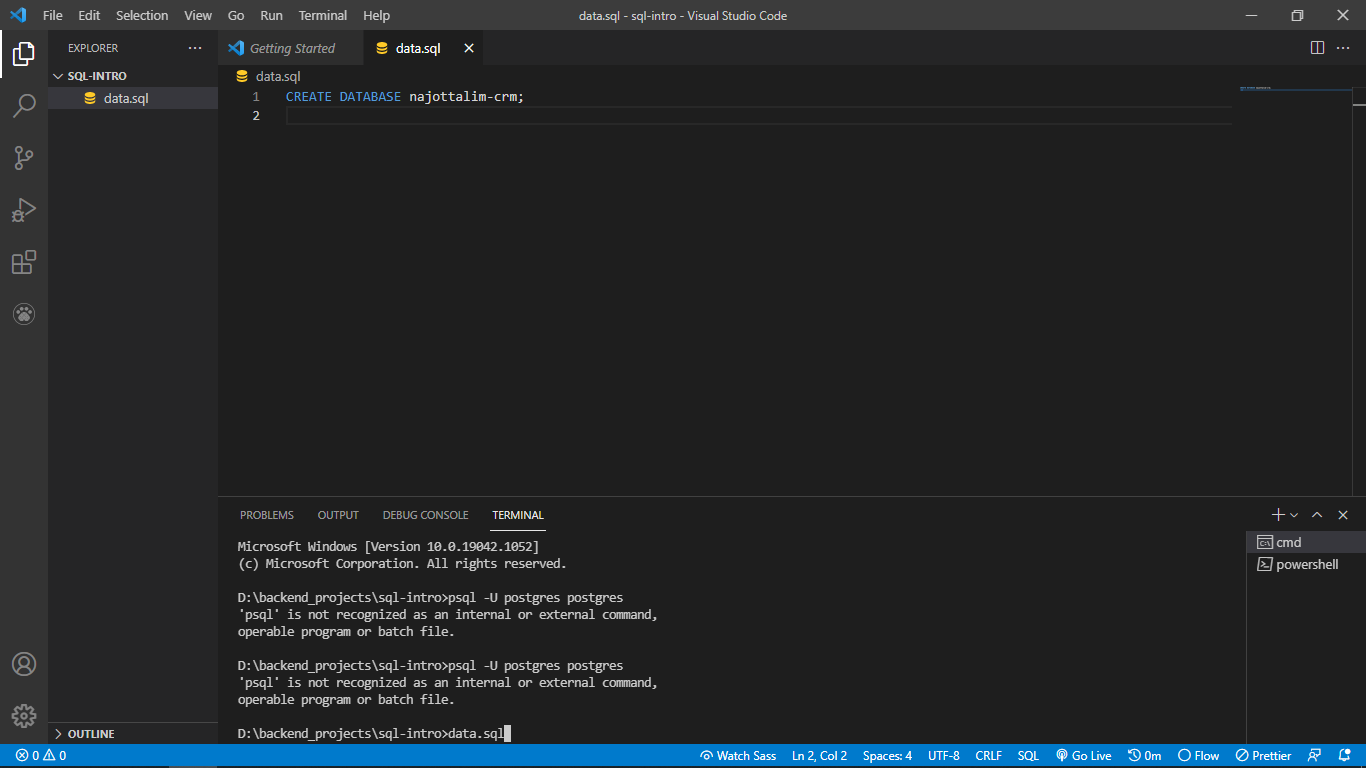 File Edit Selection View Go Run Terminal Help data.sql - sql-intro - Visual Studio Code
EXPLORER
SQL-INTRO
data.sql
Getting Started data.sql
data.sql
1 CREATE DATABASE najottalim-crm;
2
PROBLEMS OUTPUT DEBUG CONSOLE TERMINAL
Microsoft Windows [Version 10.0.19042.1052]
(c) Microsoft Corporation. All rights reserved.
D:\backend_projects\sql-intro>psql -U postgres postgres
'psql' is not recognized as an internal or external command,
operable program or batch file.
D:\backend_projects\sql-intro>psql -U postgres postgres
'psql' is not recognized as an internal or external command,
operable program or batch file.
D:\backend_projects\sql-intro>data.sql
cmd
powershell
OUTLINE
0 0 Watch Sass Ln 2, Col 2 Spaces: 4 UTF-8 CRLF SQL Go Live 0m Flow Prettier